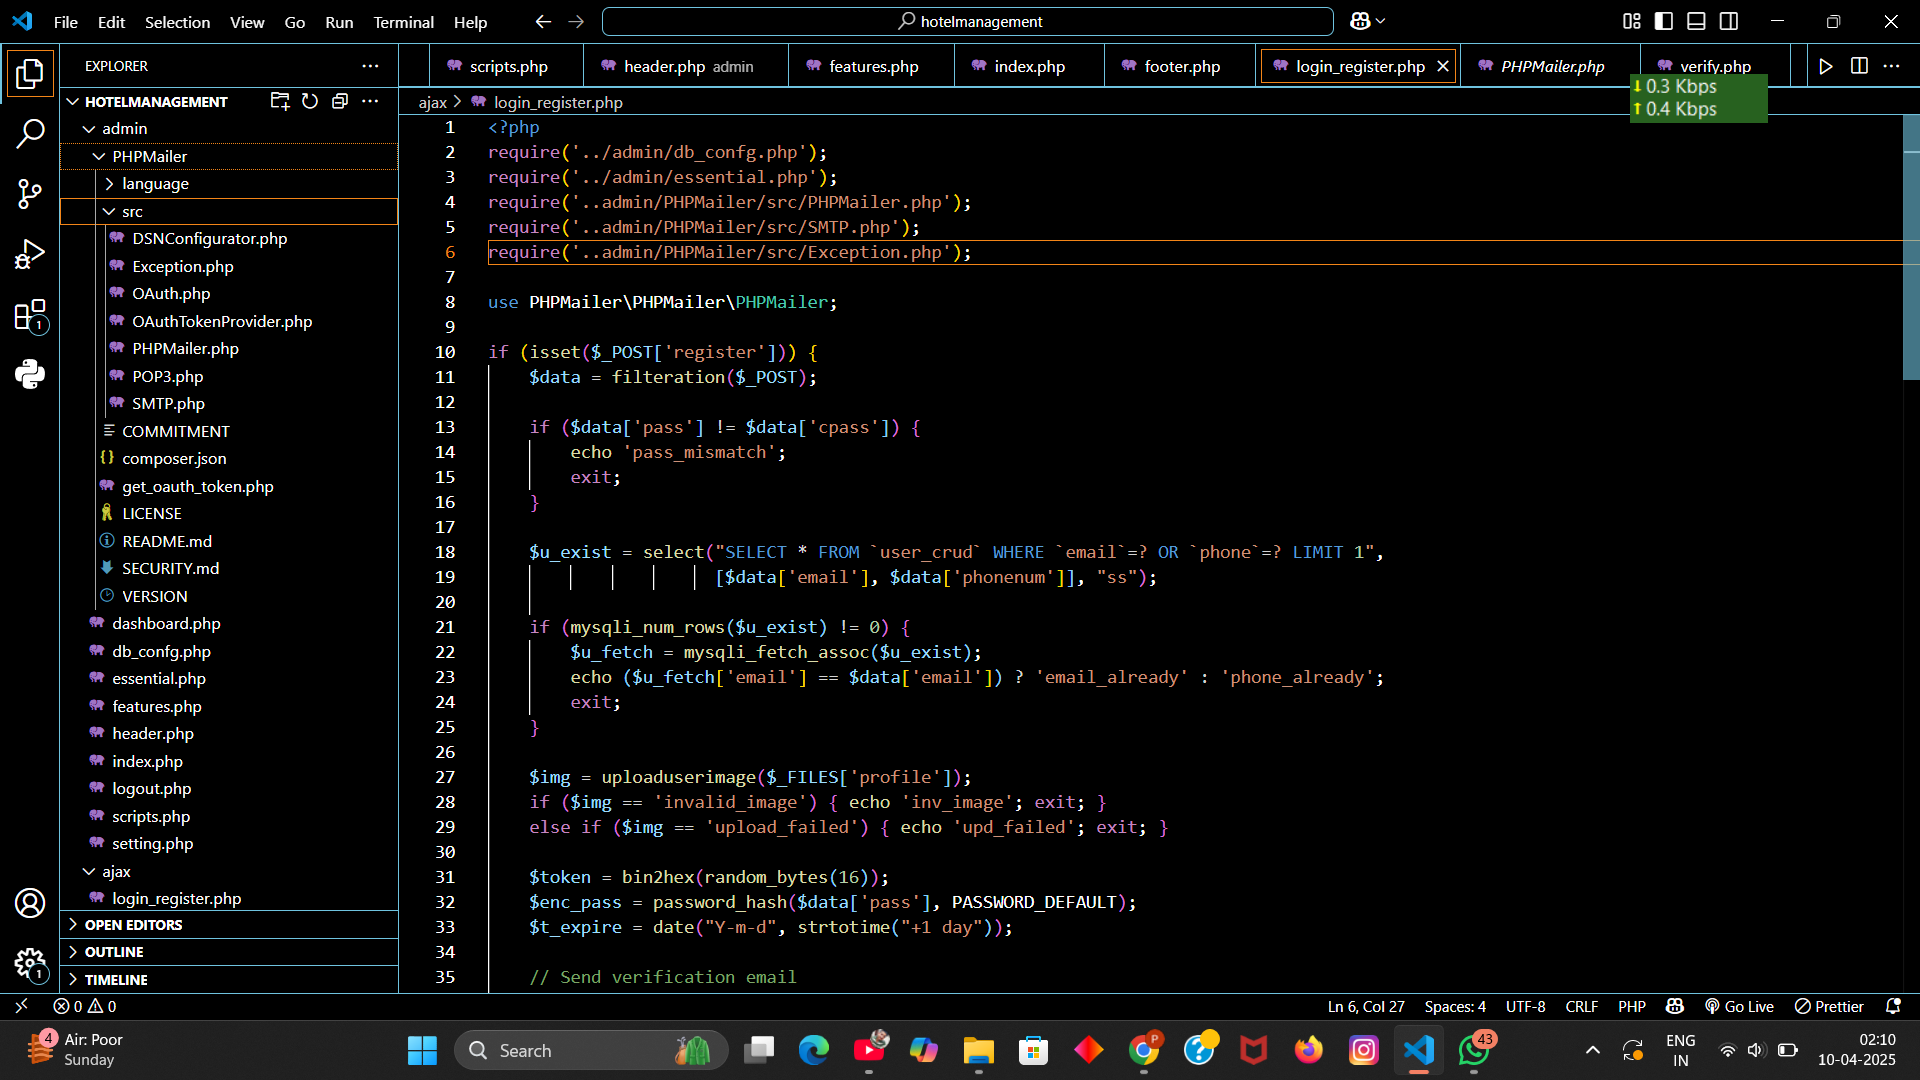 File Edit Selection View Go Run Terminal Help
hotelmanagement
EXPLORER
scripts.php
header.php admin
features.php
index.php
footer.php
login_register.php
PHPMailer.php
verify.php
0.3 Kbps
0.4 Kbps
HOTELMANAGEMENT
admin
PHPMailer
language
src
DSNConfigurator.php
Exception.php
OAuth.php
OAuthTokenProvider.php
PHPMailer.php
POP3.php
SMTP.php
COMMITMENT
composer.json
get_oauth_token.php
LICENSE
README.md
SECURITY.md
VERSION
dashboard.php
db_confg.php
essential.php
features.php
header.php
index.php
logout.php
scripts.php
setting.php
ajax
login_register.php
OPEN EDITORS
OUTLINE
TIMELINE
1
1
ajax > login_register.php
1 <?php
2 require('../admin/db_confg.php');
3 require('../admin/essential.php');
4 require('..admin/PHPMailer/src/PHPMailer.php');
5 require('..admin/PHPMailer/src/SMTP.php');
6 require('..admin/PHPMailer/src/Exception.php');
7
8 use PHPMailer\PHPMailer\PHPMailer;
9
10 if (isset($_POST['register'])) {
11 $data = filteration($_POST);
12
13 if ($data['pass'] != $data['cpass']) {
14 echo 'pass_mismatch';
15 exit;
16 }
17
18 $u_exist = select("SELECT * FROM `user_crud` WHERE `email`=? OR `phone`=? LIMIT 1",
19 [$data['email'], $data['phonenum']], "ss");
20
21 if (mysqli_num_rows($u_exist) != 0) {
22 $u_fetch = mysqli_fetch_assoc($u_exist);
23 echo ($u_fetch['email'] == $data['email']) ? 'email_already' : 'phone_already';
24 exit;
25 }
26
27 $img = uploaduserimage($_FILES['profile']);
28 if ($img == 'invalid_image') { echo 'inv_image'; exit; }
29 else if ($img == 'upload_failed') { echo 'upd_failed'; exit; }
30
31 $token = bin2hex(random_bytes(16));
32 $enc_pass = password_hash($data['pass'], PASSWORD_DEFAULT);
33 $t_expire = date("Y-m-d", strtotime("+1 day"));
34
35 // Send verification email
0 0
Ln 6, Col 27 Spaces: 4 UTF-8 CRLF PHP Go Live Prettier
4
Air: Poor
Sunday
Search
P
43
ENG
IN
02:10
10-04-2025